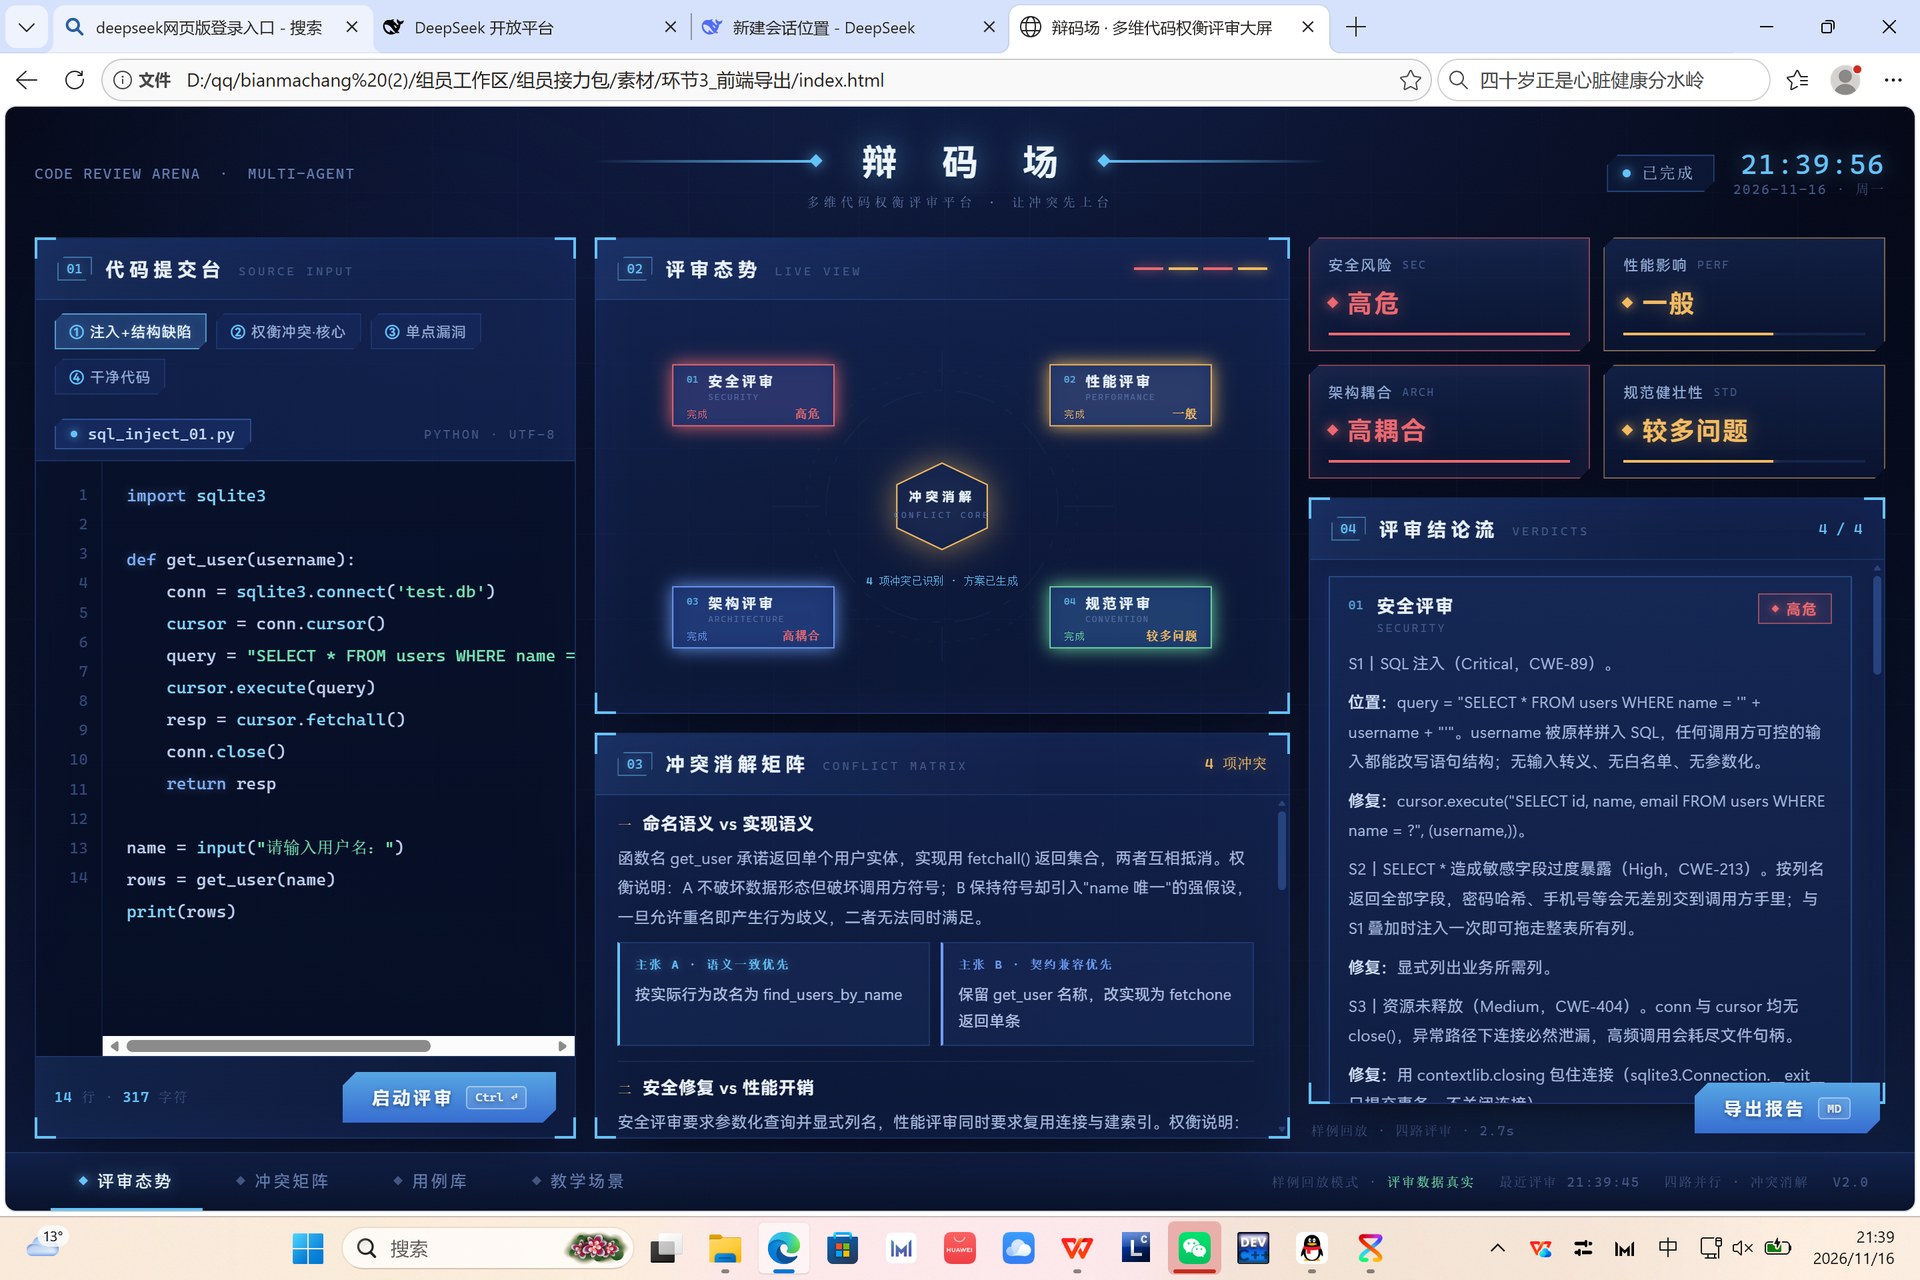 deepseek网页版登录入口 - 搜索
DeepSeek 开放平台
新建会话位置 - DeepSeek
辩码场 · 多维代码权衡评审大屏
文件 D:/qq/bianmachang%20(2)/组员工作区/组员接力包/素材/环节3_前端导出/index.html
四十岁正是心脏健康分水岭
CODE REVIEW ARENA · MULTI-AGENT
辩 码 场
多维代码权衡评审平台 · 让冲突先上台
已完成
21:39:56
2026-11-16 · 周一
01 代码提交台 SOURCE INPUT
① 注入+结构缺陷
② 权衡冲突·核心
③ 单点漏洞
④ 干净代码
sql_inject_01.py
PYTHON · UTF-8
1
2
3
4
5
6
7
8
9
10
11
12
13
14
import sqlite3
def get_user(username):
conn = sqlite3.connect('test.db')
cursor = conn.cursor()
query = "SELECT * FROM users WHERE name =
cursor.execute(query)
resp = cursor.fetchall()
conn.close()
return resp
name = input("请输入用户名：")
rows = get_user(name)
print(rows)
14 行 · 317 字符
启动评审 Ctrl ⏎
02 评审态势 LIVE VIEW
01 安全评审
SECURITY
完成 高危
02 性能评审
PERFORMANCE
完成 一般
冲突消解
CONFLICT CORE
4 项冲突已识别 · 方案已生成
03 架构评审
ARCHITECTURE
完成 高耦合
04 规范评审
CONVENTION
完成 较多问题
03 冲突消解矩阵 CONFLICT MATRIX
4 项冲突
一 命名语义 vs 实现语义
函数名 get_user 承诺返回单个用户实体，实现用 fetchall() 返回集合，两者互相抵消。权
衡说明：A 不破坏数据形态但破坏调用方符号；B 保持符号却引入"name 唯一"的强假设，
一旦允许重名即产生行为歧义，二者无法同时满足。
主张 A · 语义一致优先
按实际行为改名为 find_users_by_name
主张 B · 契约兼容优先
保留 get_user 名称，改实现为 fetchone
返回单条
二 安全修复 vs 性能开销
安全评审要求参数化查询并显式列名，性能评审同时要求复用连接与建索引。权衡说明：
安全风险 SEC
高危
性能影响 PERF
一般
架构耦合 ARCH
高耦合
规范健壮性 STD
较多问题
04 评审结论流 VERDICTS
4 / 4
01 安全评审
SECURITY
高危
S1 | SQL 注入（Critical，CWE-89）。
位置：query = "SELECT * FROM users WHERE name = '" +
username + "'"。username 被原样拼入 SQL，任何调用方可控的输
入都能改写语句结构；无输入转义、无白名单、无参数化。
修复：cursor.execute("SELECT id, name, email FROM users WHERE
name = ?", (username,))。
S2 | SELECT * 造成敏感字段过度暴露（High，CWE-213）。按列名
返回全部字段，密码哈希、手机号等会无差别交到调用方手里；与
S1 叠加时注入一次即可拖走整表所有列。
修复：显式列出业务所需列。
S3 | 资源未释放（Medium，CWE-404）。conn 与 cursor 均无
close()，异常路径下连接必然泄漏，高频调用会耗尽文件句柄。
修复：用 contextlib.closing 包住连接（sqlite3.Connection.__exit__
导出报告 MD
样例回放 · 四路评审 · 2.7s
评审态势
冲突矩阵
用例库
教学场景
样例回放模式 · 评审数据真实
最近评审 21:39:45
四路并行 · 冲突消解
V2.0
13°
搜索
中
21:39
2026/11/16